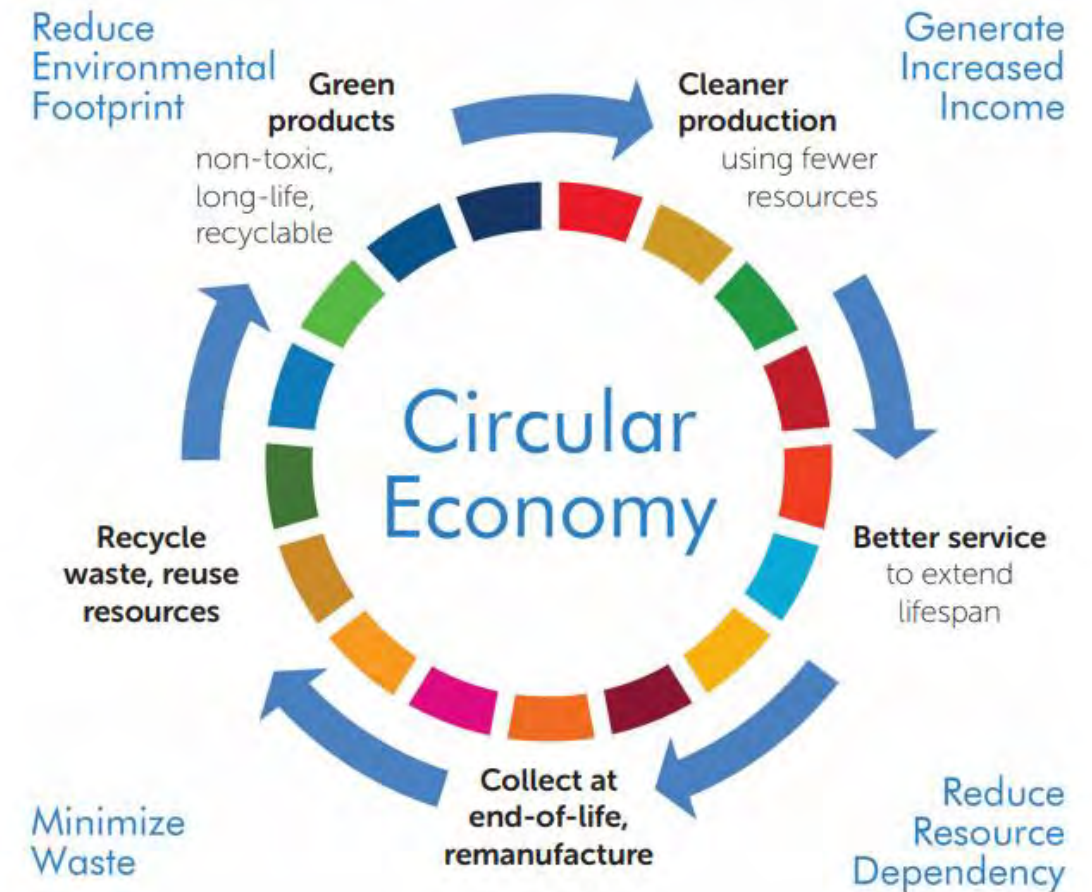 Reduce
Environmental
Footprint
Generate
Increased
Income
Green
products
non-toxic,
long-life,
recyclable
Cleaner
production
using fewer
resources
Circular
Economy
Better service
to extend
lifespan
Recycle
waste, reuse
resources
Collect at
end-of-life,
remanufacture
Minimize
Waste
Reduce
Resource
Dependency